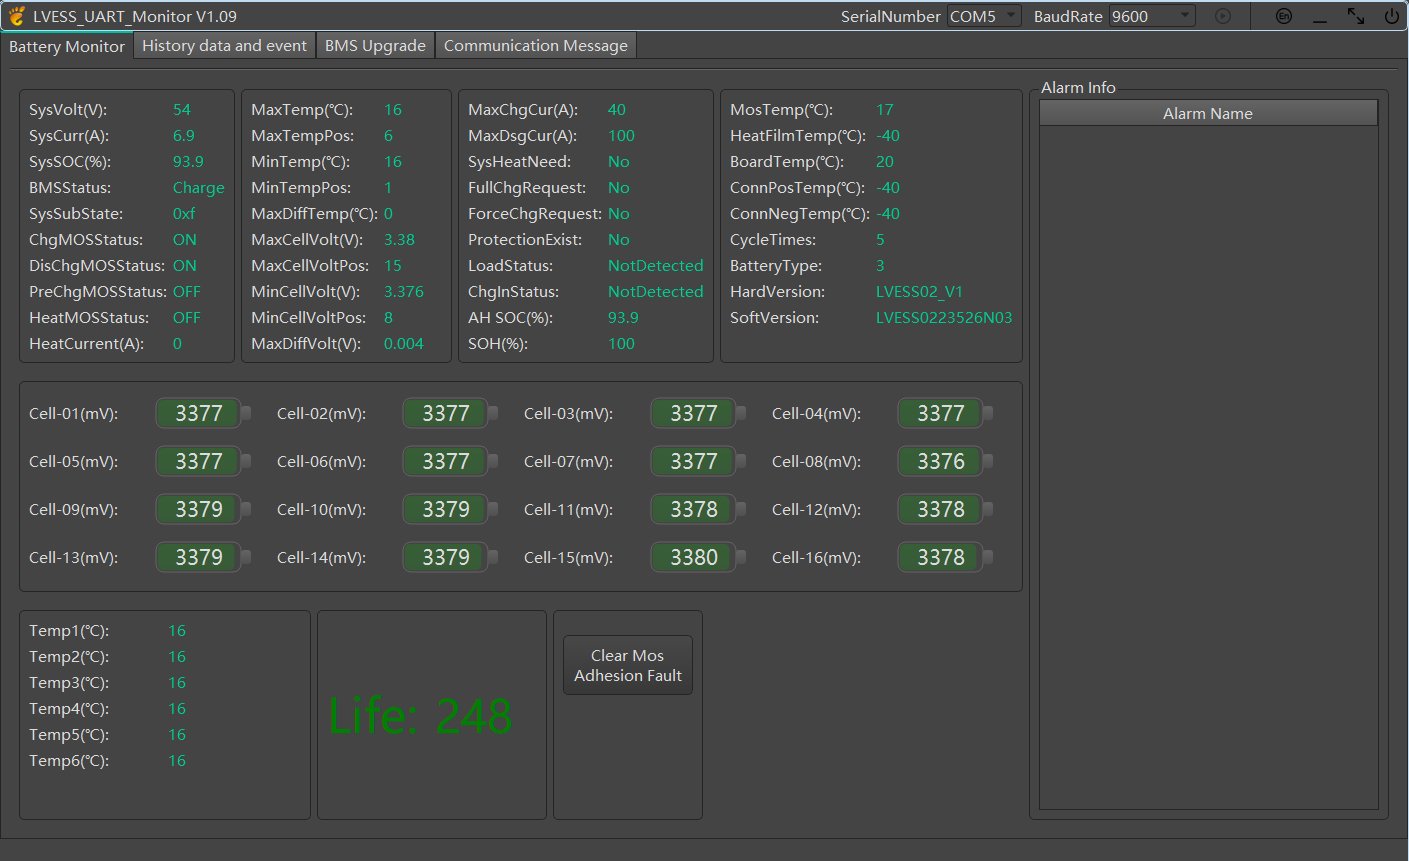 LVESS_UART_Monitor V1.09 SerialNumber COM5 BaudRate 9600 En
Battery Monitor History data and event BMS Upgrade Communication Message
SysVolt(V): 54
SysCurr(A): 6.9
SysSOC(%): 93.9
BMSStatus: Charge
SysSubState: 0xf
ChgMOSStatus: ON
DisChgMOSStatus: ON
PreChgMOSStatus: OFF
HeatMOSStatus: OFF
HeatCurrent(A): 0
MaxTemp(℃): 16
MaxTempPos: 6
MinTemp(℃): 16
MinTempPos: 1
MaxDiffTemp(℃): 0
MaxCellVolt(V): 3.38
MaxCellVoltPos: 15
MinCellVolt(V): 3.376
MinCellVoltPos: 8
MaxDiffVolt(V): 0.004
MaxChgCur(A): 40
MaxDsgCur(A): 100
SysHeatNeed: No
FullChgRequest: No
ForceChgRequest: No
ProtectionExist: No
LoadStatus: NotDetected
ChgInStatus: NotDetected
AH SOC(%): 93.9
SOH(%): 100
MosTemp(℃): 17
HeatFilmTemp(℃): -40
BoardTemp(℃): 20
ConnPosTemp(℃): -40
ConnNegTemp(℃): -40
CycleTimes: 5
BatteryType: 3
HardVersion: LVESS02_V1
SoftVersion: LVESS0223526N03
Alarm Info
Alarm Name
Cell-01(mV): 3377 Cell-02(mV): 3377 Cell-03(mV): 3377 Cell-04(mV): 3377
Cell-05(mV): 3377 Cell-06(mV): 3377 Cell-07(mV): 3377 Cell-08(mV): 3376
Cell-09(mV): 3379 Cell-10(mV): 3379 Cell-11(mV): 3378 Cell-12(mV): 3378
Cell-13(mV): 3379 Cell-14(mV): 3379 Cell-15(mV): 3380 Cell-16(mV): 3378
Temp1(℃): 16
Temp2(℃): 16
Temp3(℃): 16
Temp4(℃): 16
Temp5(℃): 16
Temp6(℃): 16
Life: 248
Clear Mos
Adhesion Fault